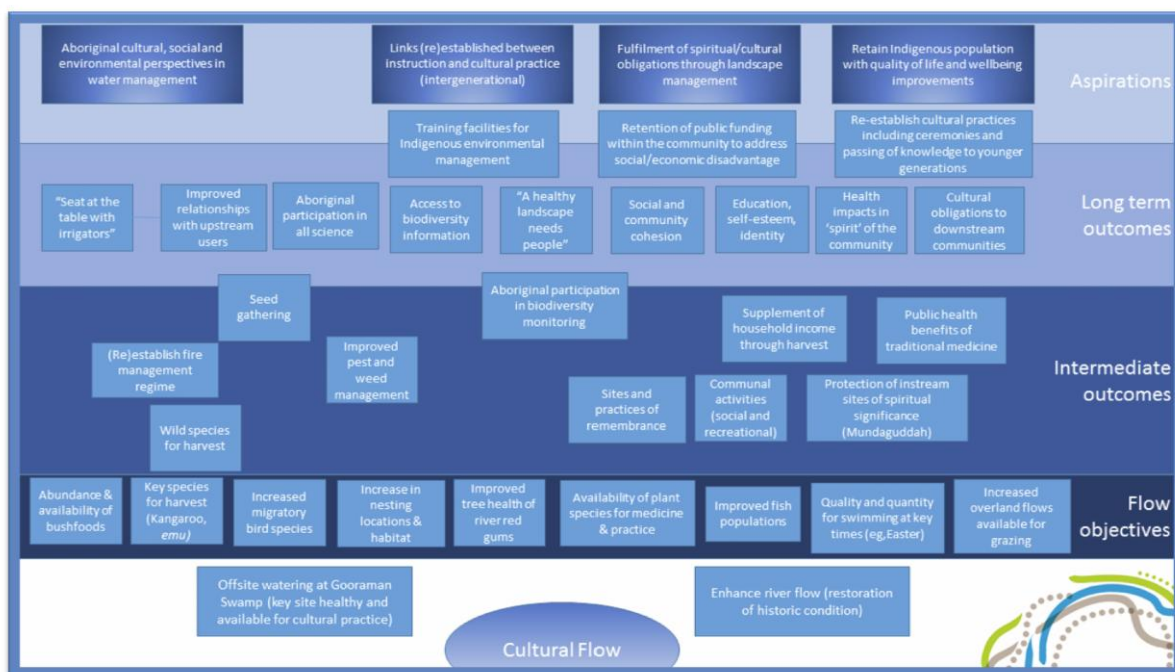 Aboriginal cultural, social and
environmental perspectives in
water management
Links (re)established between
instruction and cultural practice
(intergenerational)
Fulfilment of spiritual/cultural
obligations through landscape
management
Retain Indigenous population
with quality of life and wellbeing
improvements
Aspirations
Training facilities for
Indigenous environmental
management
Retention of public funding
within the community to address
social/economic disadvantage
Re-establish cultural practices
including ceremonies and
passing of knowledge to younger
generations
"Seat at the
table with
irrigators"
Improved
relationships
with upstream
users
Aboriginal
participation in
all science
Access to
biodiversity
information
"A healthy
landscape
needs
people"
Social and
community
cohesion
Education,
self-esteem,
identity
Health
impacts in
'spirit' of the
community
Cultural
obligations to
downstream
communities
Long term
outcomes
Seed
gathering
Aboriginal participation
in biodiversity
monitoring
Supplement of
household income
through harvest
Public health
benefits of
traditional medicine
(Re)establish fire
management
regime
Improved
pest and
weed
management
Intermediate
outcomes
Sites and
practices of
remembrance
Communal
activities
(social and
recreational)
Protection of instream
sites of spiritual
significance
(Mundaguddah)
Wild species
for harvest
Abundance &
availability of
bushfoods
Key species
for harvest
(Kangaroo,
emu)
Increased
migratory
bird species
Increase in
nesting
locations &
habitat
Improved
tree health of
river red
gums
Availability of plant
species for medicine
& practice
Improved fish
populations
Quality and quantity
for swimming at key
times (eg,Easter)
Increased
overland flows
available for
grazing
Flow
objectives
Offsite watering at Gooraman
Swamp (key site healthy and
available for cultural practice)
Enhance river flow (restoration
of historic condition)
Cultural Flow